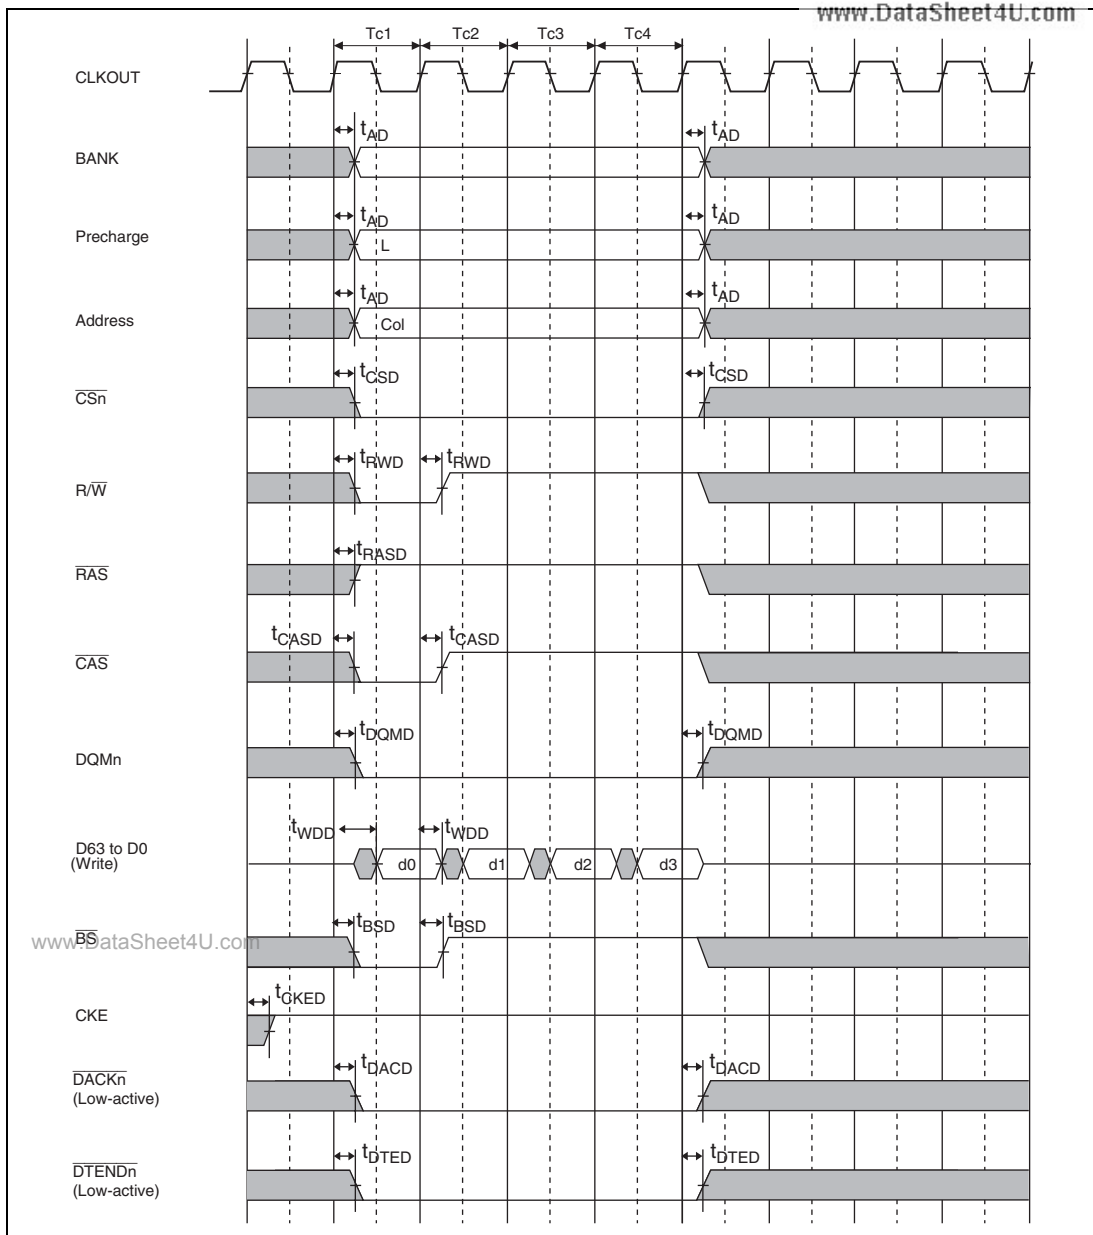 www.DataSheet4U.com
Tc1 Tc2 Tc3 Tc4
CLKOUT
tAD tAD
BANK
tAD tAD
Precharge
L
tAD tAD
Address
Col
tCSD tCSD
CSn
tRWD tRWD
R/W
tRASD
RAS
tCASD tCASD
CAS
tDQMD tDQMD
DQMn
tWDD tWDD
D63 to D0
(Write)
d0 d1 d2 d3
tBSD tBSD
BS
www.DataSheet4U.com
tCKED
CKE
tDACD tDACD
DACKn
(Low-active)
tDTED tDTED
DTENDn
(Low-active)